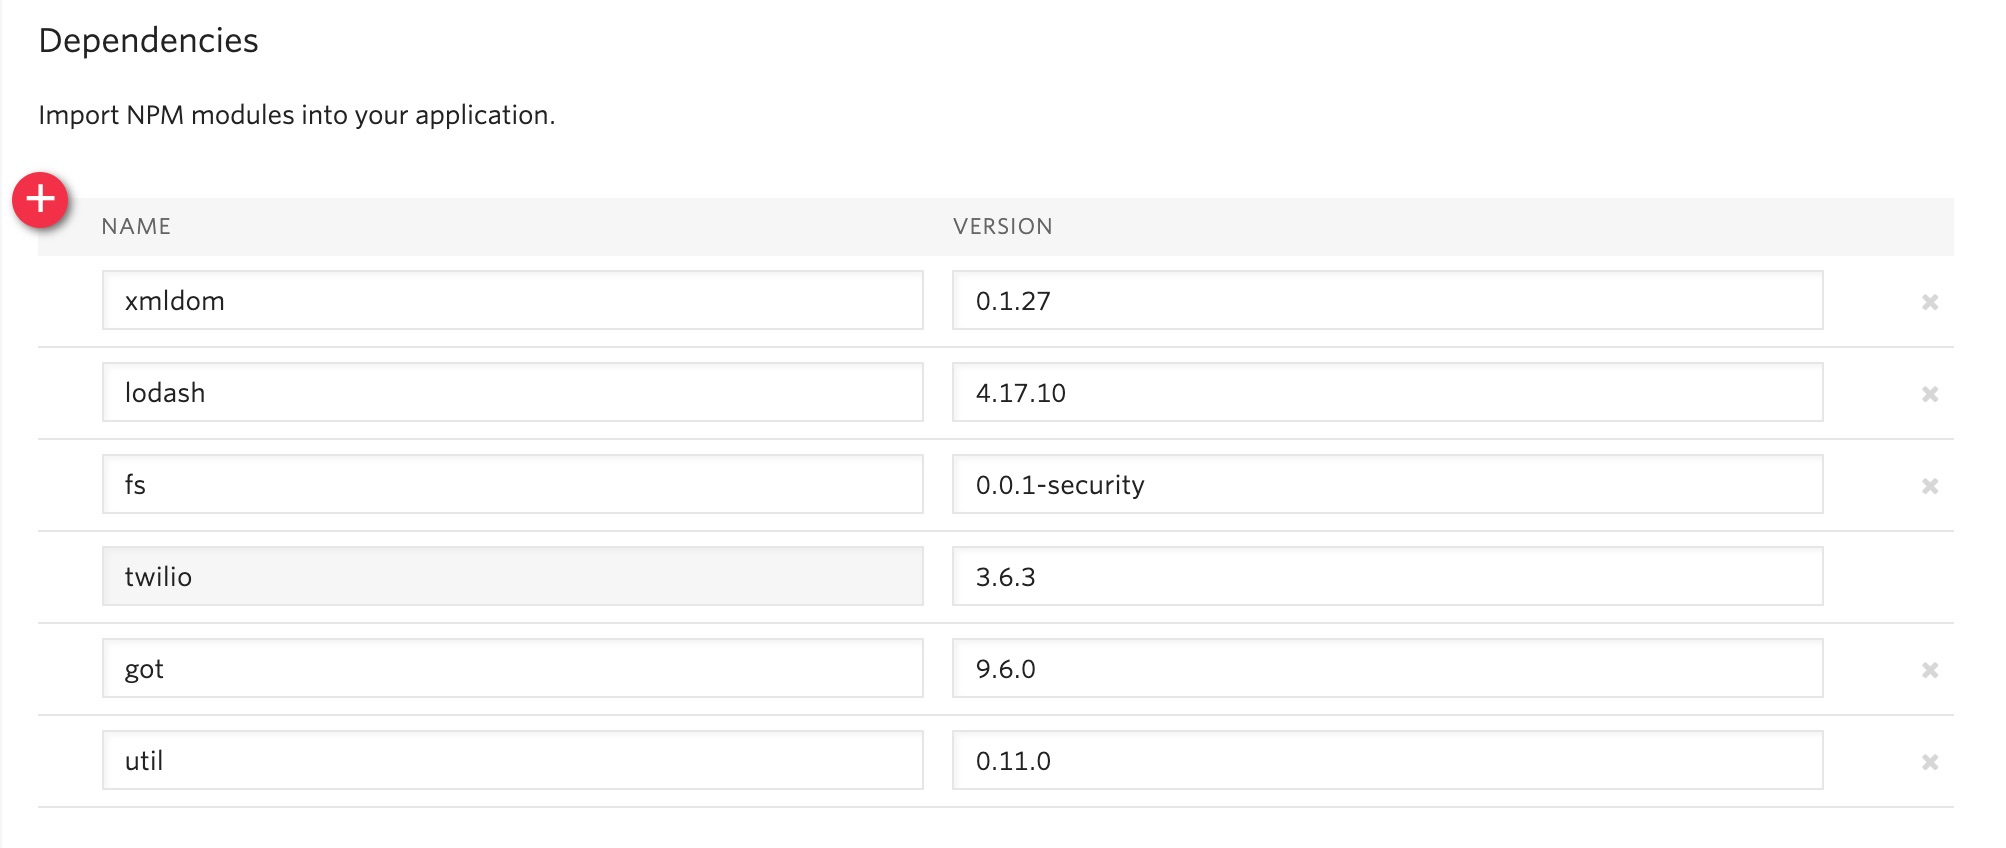 Dependencies
Import NPM modules into your application.
NAME VERSION
xmldom 0.1.27
lodash 4.17.10
fs 0.0.1-security
twilio 3.6.3
got 9.6.0
util 0.11.0